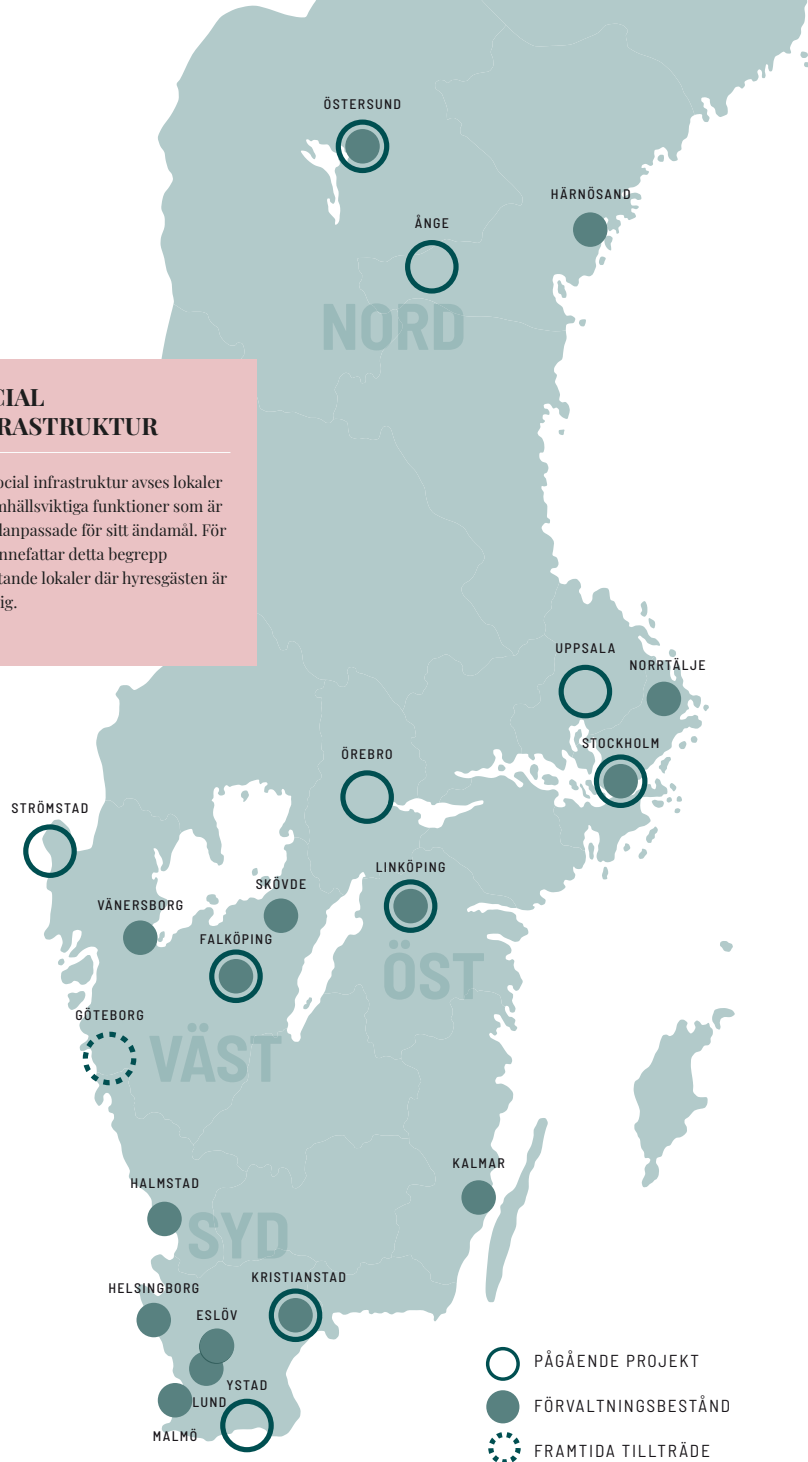 ÖSTERSUND
HÄRNÖSAND
ÅNGE
NORD
CIAL
RASTRUKTUR
ocial infrastruktur avses lokaler
mhällsviktiga funktioner som är
lanpassade för sitt ändamål. För
nnefattar detta begrepp
tande lokaler där hyresgästen är
ig.
UPPSALA
NORRTÄLJE
STOCKHOLM
ÖREBRO
STRÖMSTAD
LINKÖPING
SKÖVDE
VÄNERSBORG
FALKÖPING
ÖST
GÖTEBORG
VÄST
KALMAR
HALMSTAD
SYD
KRISTIANSTAD
HELSINGBORG
ESLÖV
YSTAD
LUND
MALMÖ
PÅGÅENDE PROJEKT
FÖRVALTNINGSBESTÅND
FRAMTIDA TILLTRÄDE